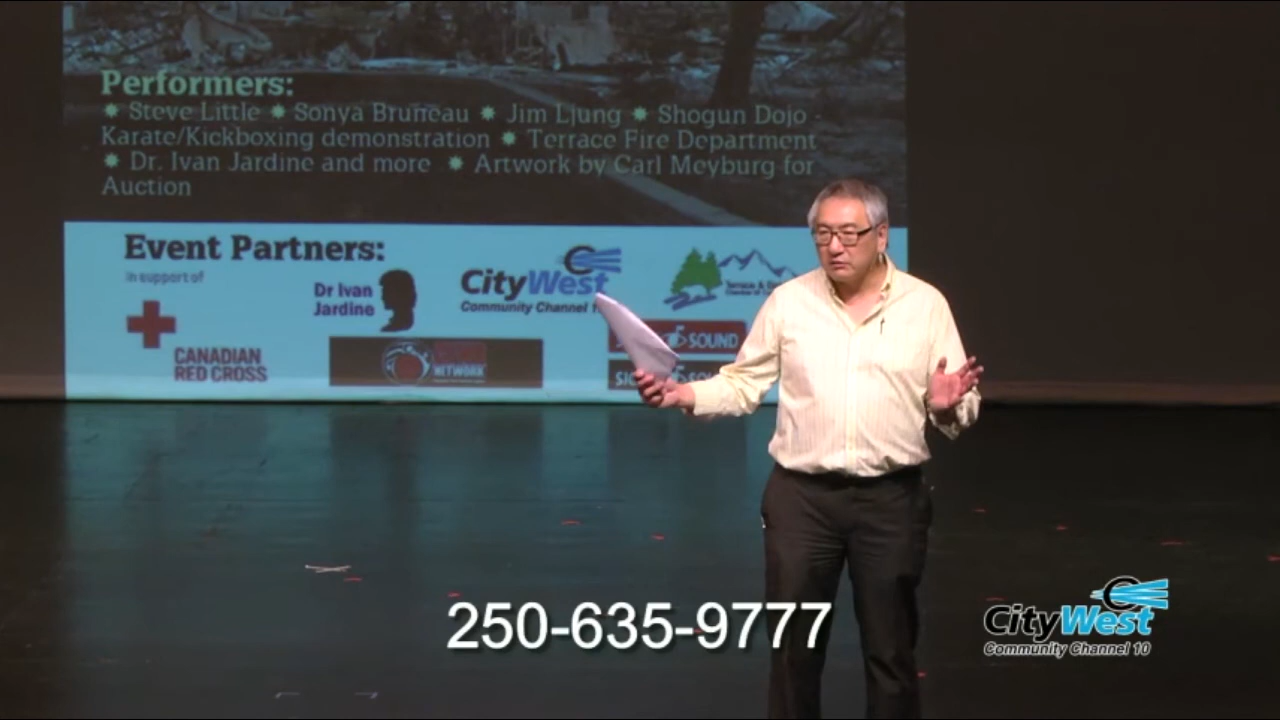 Performers:
✸ Steve Little ✸ Sonya Bruneau ✸ Jim Ljung ✸ Shogun Dojo -
Karate/Kickboxing demonstration ✸ Terrace Fire Department
✸ Dr. Ivan Jardine and more ✸ Artwork by Carl Meyburg for
Auction
Event Partners:
in support of
CANADIAN
RED CROSS
Dr Ivan
Jardine
NETWORK
CityWest
Community Channel
Terrace &
SOUND
250-635-9777
CityWest
Community Channel 10